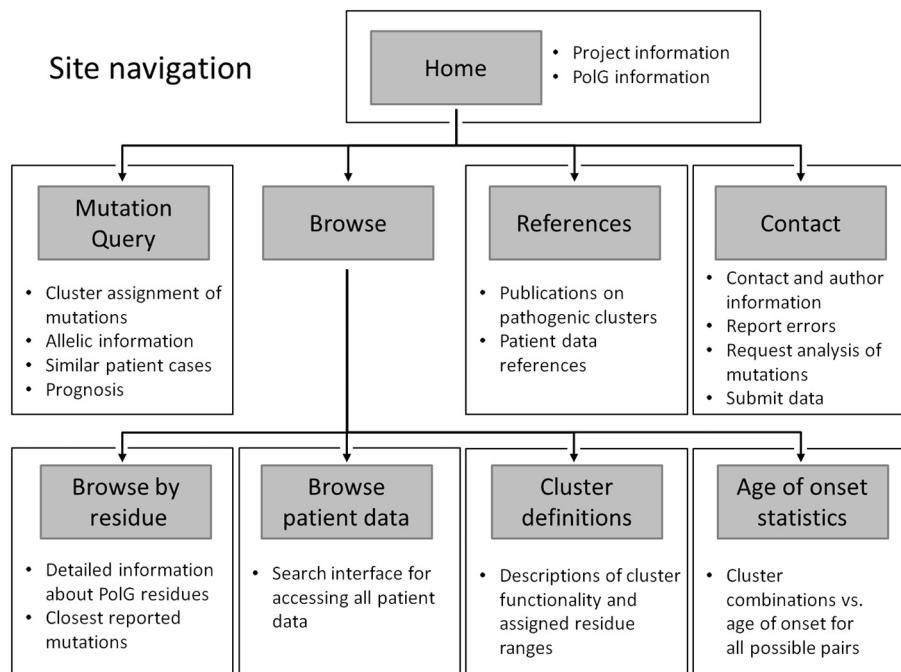 Site navigation
Home
• Project information
• PolG information
Mutation
Query
• Cluster assignment of
mutations
• Allelic information
• Similar patient cases
• Prognosis
Browse
References
• Publications on
pathogenic clusters
• Patient data
references
Contact
• Contact and author
information
• Report errors
• Request analysis of
mutations
• Submit data
Browse by
residue
• Detailed information
about PolG residues
• Closest reported
mutations
Browse
patient data
• Search interface for
accessing all patient
data
Cluster
definitions
• Descriptions of cluster
functionality and
assigned residue
ranges
Age of onset
statistics
• Cluster
combinations vs.
age of onset for
all possible pairs